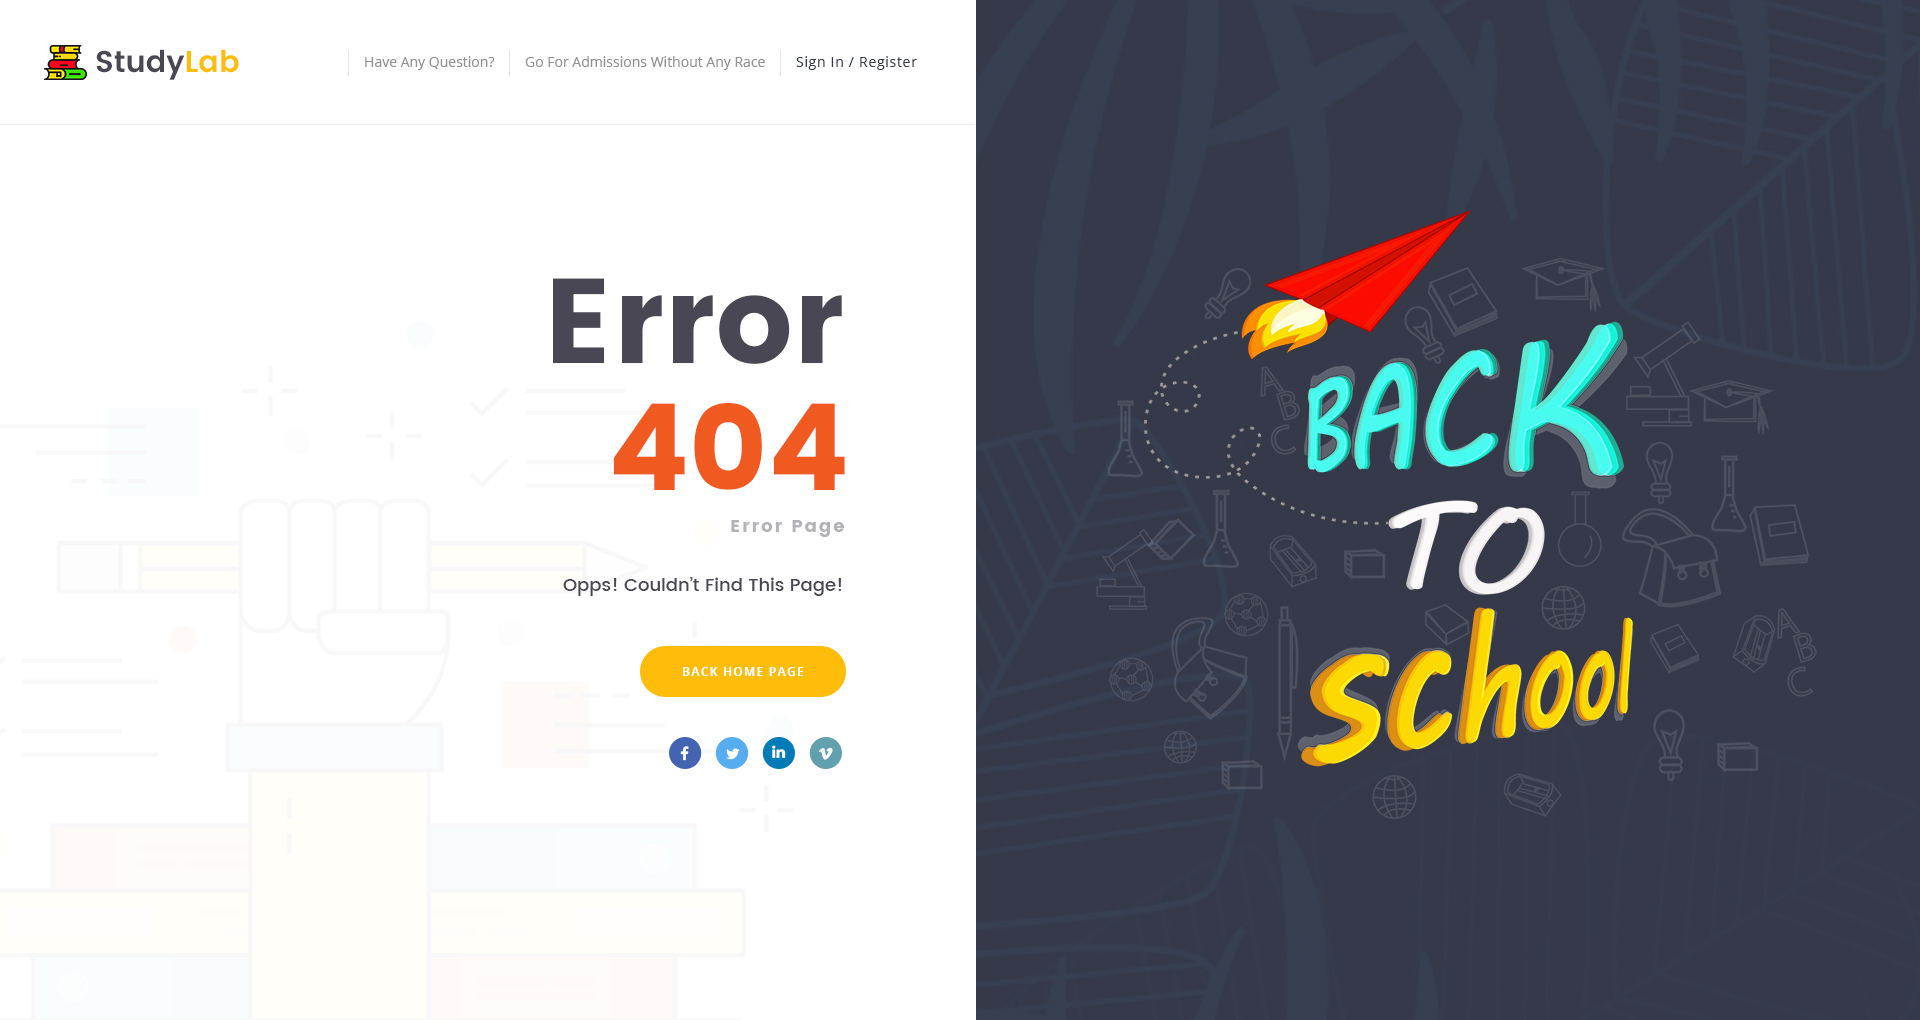 StudyLab
Have Any Question?
Go For Admissions Without Any Race
Sign In / Register
Error
404
Error Page
Opps! Couldn't Find This Page!
BACK HOME PAGE
BACK
TO
School
A
B
C
A
B
C